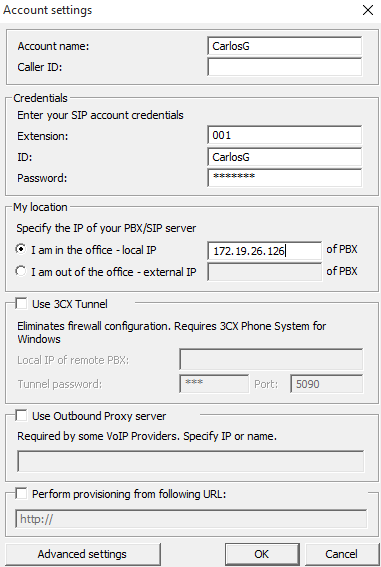 Account settings
Account name: CarlosG
Caller ID:
Credentials
Enter your SIP account credentials
Extension: 001
ID: CarlosG
Password: *******
My location
Specify the IP of your PBX/SIP server
I am in the office - local IP 172.19.26.126 of PBX
I am out of the office - external IP of PBX
Use 3CX Tunnel
Eliminates firewall configuration. Requires 3CX Phone System for
Windows
Local IP of remote PBX:
Tunnel password: *** Port: 5090
Use Outbound Proxy server
Required by some VoIP Providers. Specify IP or name.
Perform provisioning from following URL:
http://
Advanced settings OK Cancel